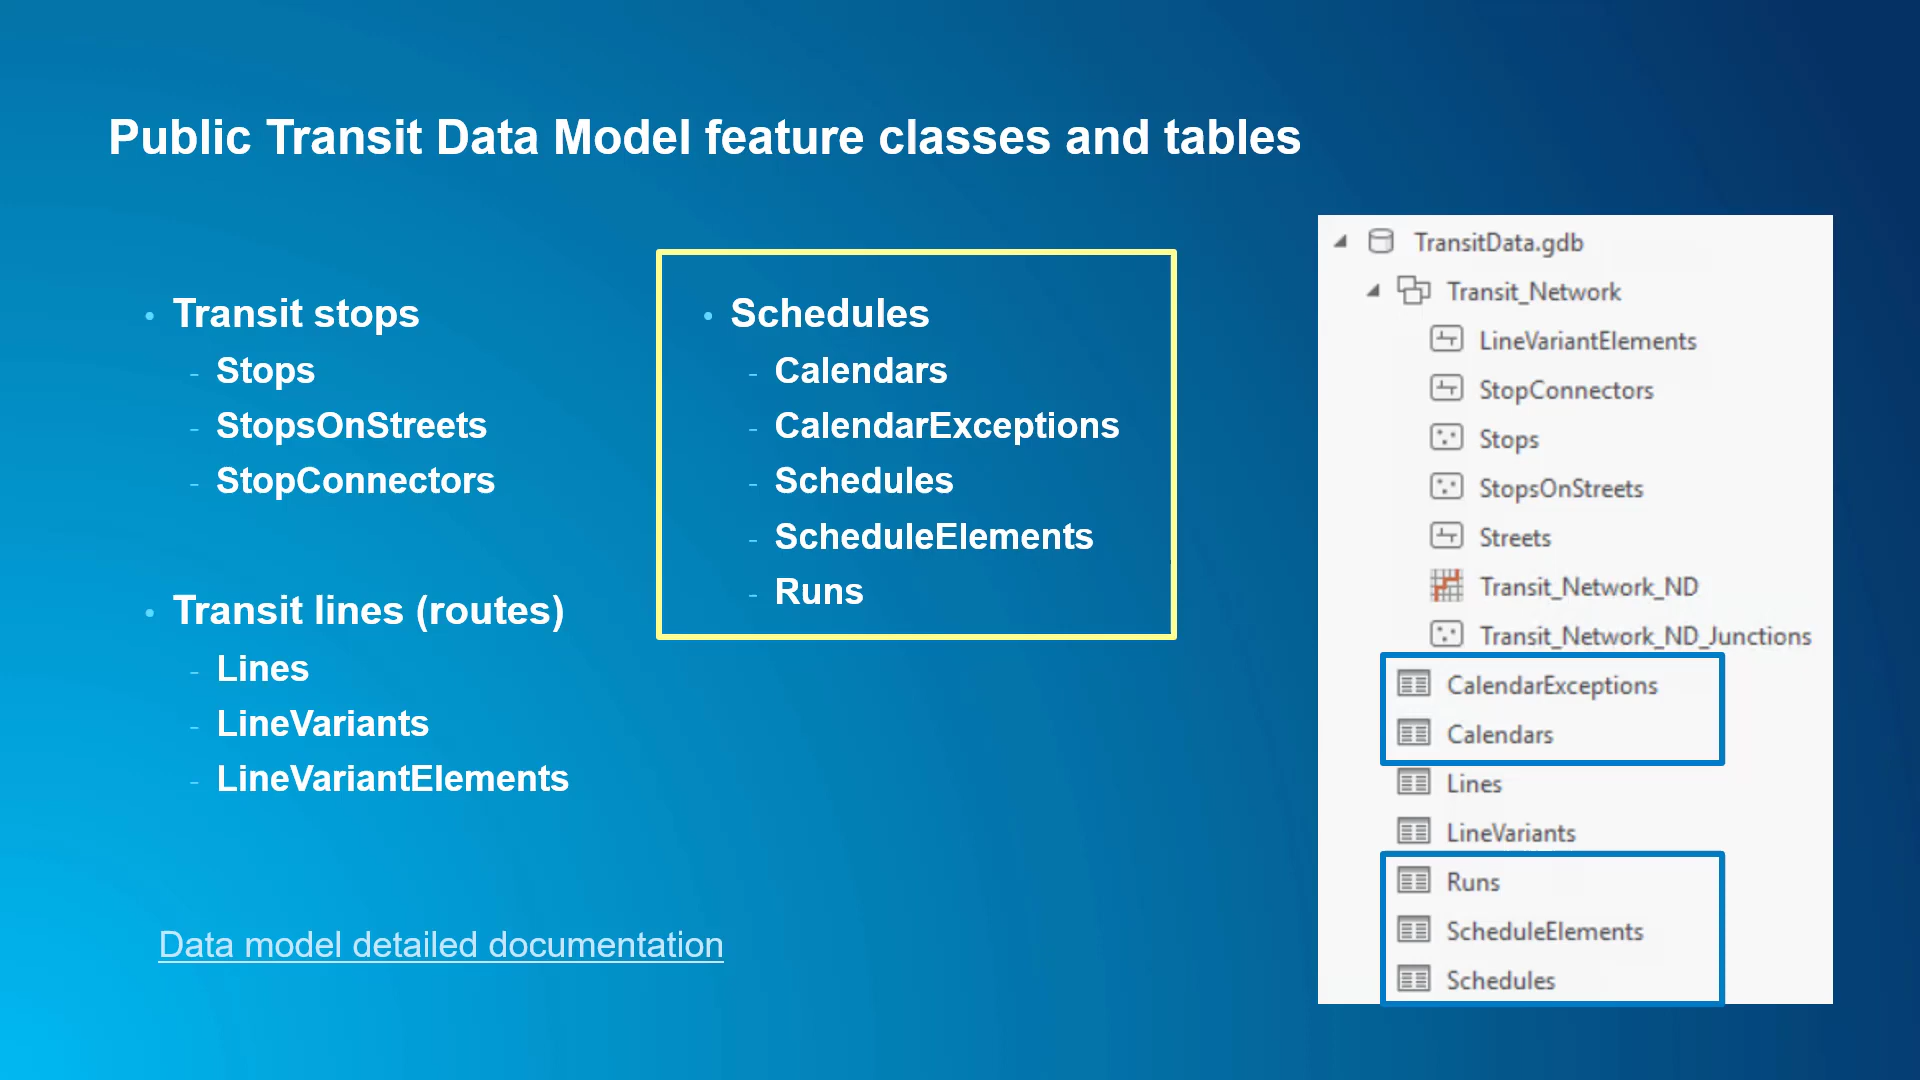 Public Transit Data Model feature classes and tables
• Transit stops
- Stops
- StopsOnStreets
- StopConnectors
• Transit lines (routes)
- Lines
- LineVariants
- LineVariantElements
• Schedules
- Calendars
- CalendarExceptions
- Schedules
- ScheduleElements
- Runs
Data model detailed documentation
TransitData.gdb
Transit_Network
LineVariantElements
StopConnectors
Stops
StopsOnStreets
Streets
Transit_Network_ND
Transit_Network_ND_Junctions
CalendarExceptions
Calendars
Lines
LineVariants
Runs
ScheduleElements
Schedules